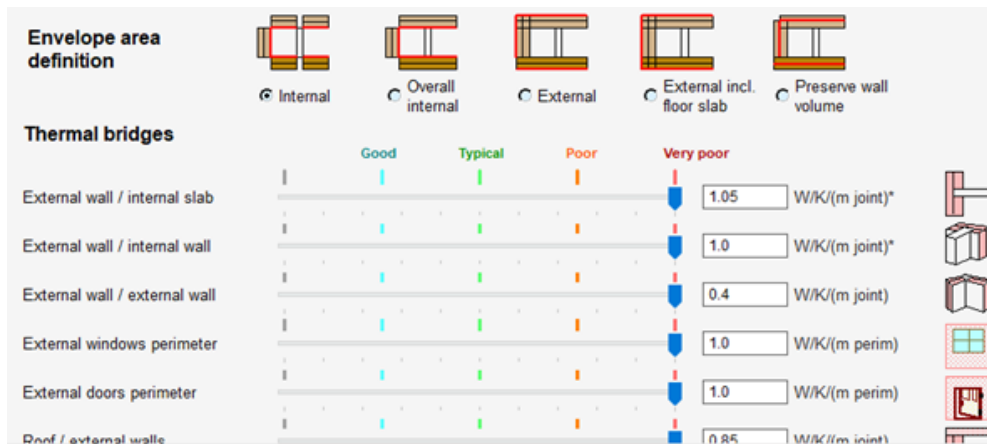 Envelope area
definition
Internal
Overall
internal
External
External incl.
floor slab
Preserve wall
volume
Thermal bridges
Good Typical Poor Very poor
External wall / internal slab 1.05 W/K/(m joint)*
External wall / internal wall 1.0 W/K/(m joint)*
External wall / external wall 0.4 W/K/(m joint)
External windows perimeter 1.0 W/K/(m perim)
External doors perimeter 1.0 W/K/(m perim)
Roof / external walls 0.85 W/K/(m joint)